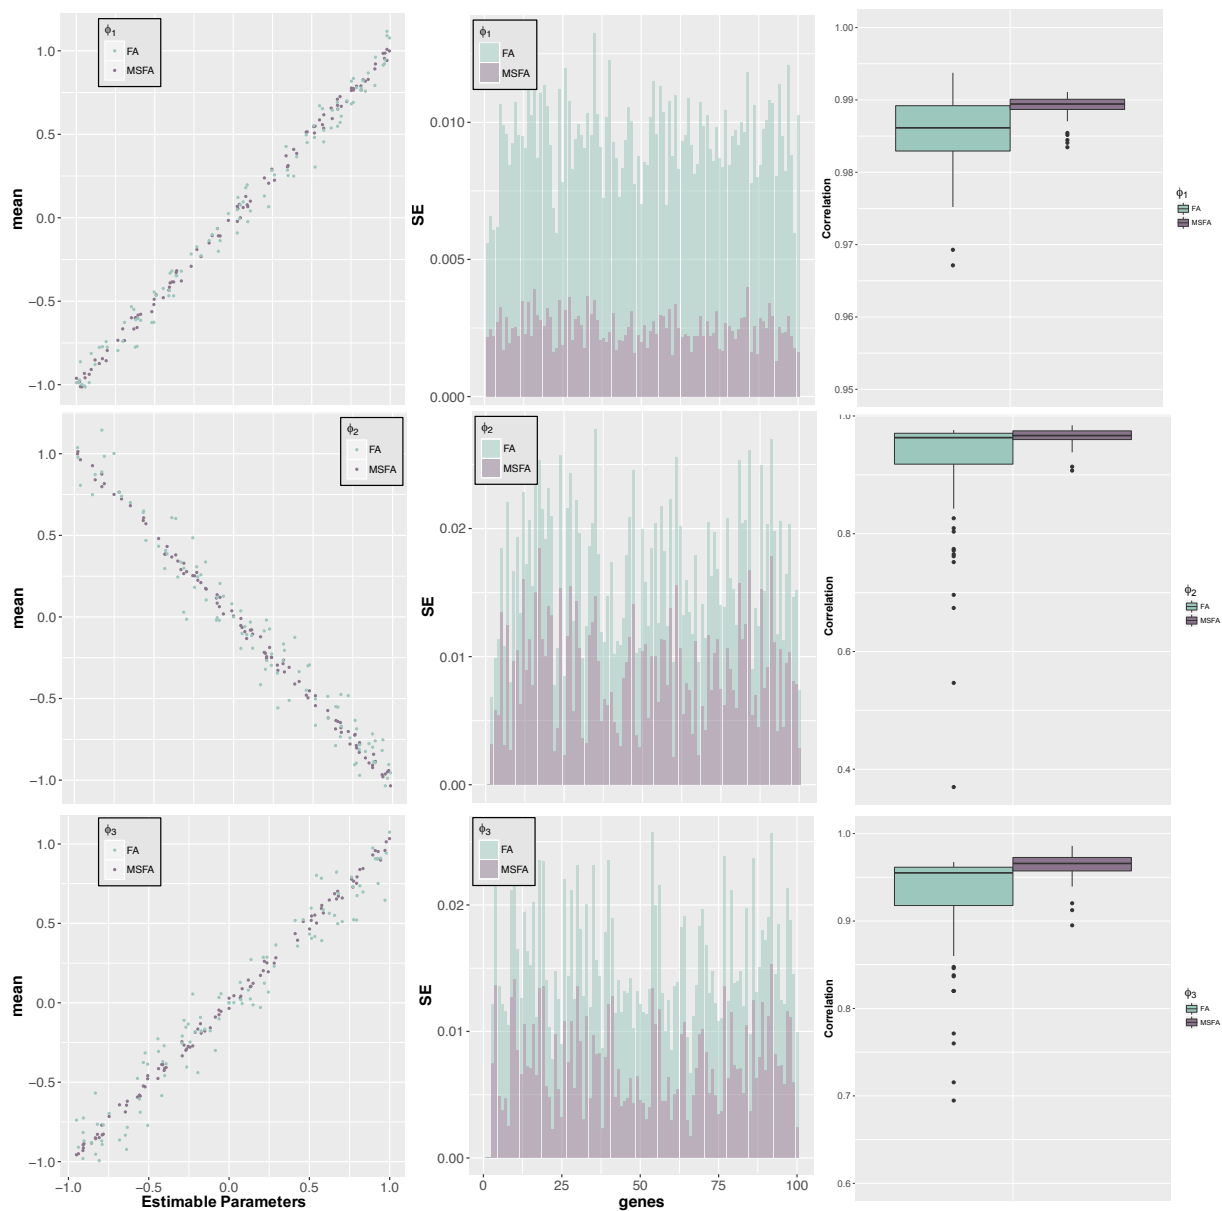 ϕ1
FA
MSFA
1.0
0.5
0.0
−0.5
−1.0
mean
ϕ1
FA
MSFA
0.010
0.005
0.000
SE
1.00
0.99
0.98
0.97
0.96
0.95
Correlation
ϕ1
FA
MSFA
ϕ2
FA
MSFA
1.0
0.5
0.0
−0.5
−1.0
mean
ϕ2
FA
MSFA
0.02
0.01
0.00
SE
1.0
0.8
0.6
0.4
Correlation
ϕ2
FA
MSFA
ϕ3
FA
MSFA
1.0
0.5
0.0
−0.5
−1.0
mean
−1.0 −0.5 0.0 0.5 1.0
Estimable Parameters
ϕ3
FA
MSFA
0.02
0.01
0.00
SE
0 25 50 75 100
genes
1.0
0.9
0.8
0.7
0.6
Correlation
ϕ3
FA
MSFA